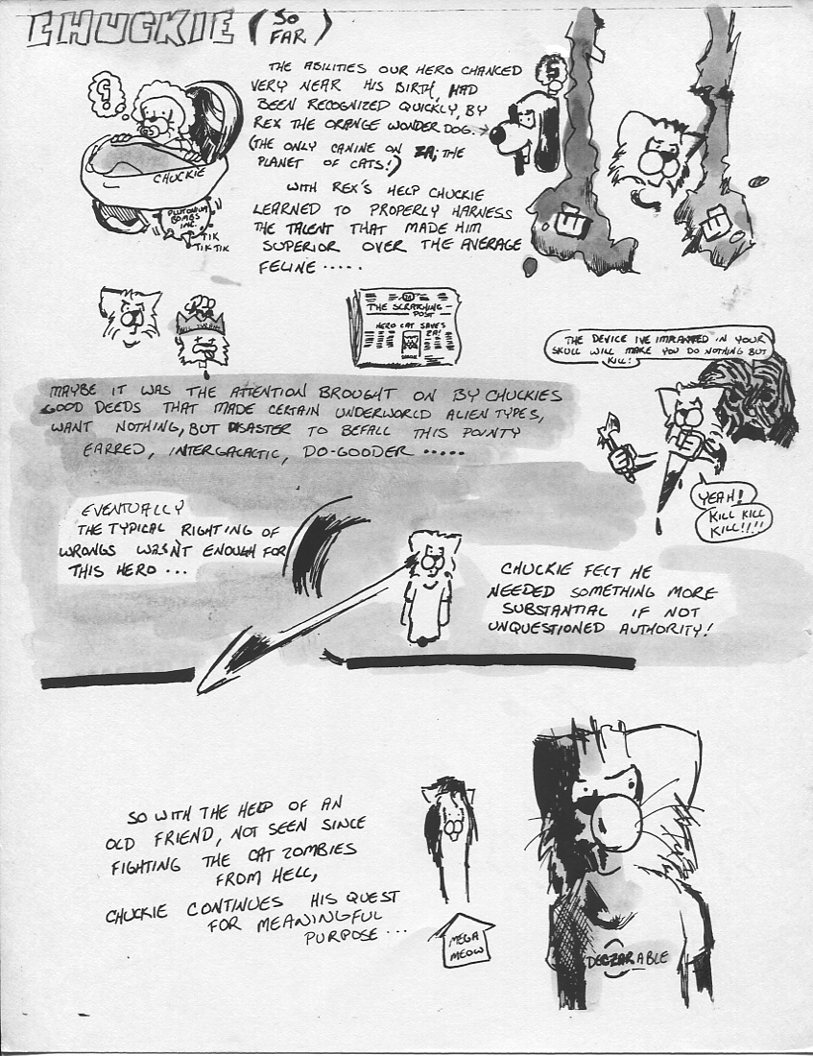 CHUCKIE (SO FAR)
THE ABILITIES OUR HERO CHANCED
VERY NEAR HIS BIRTH, HAD
BEEN RECOGNIZED QUICKLY, BY
REX THE ORANGE WONDER DOG. →
(THE ONLY CANINE ON ZA; THE
PLANET OF CATS!)
WITH REX'S HELP CHUCKIE
LEARNED TO PROPERLY HARNESS
THE TALENT THAT MADE HIM
SUPERIOR OVER THE AVERAGE
FELINE .....
?
CHUCKIE
PLUTONIUM
BOMBS
INC.
TIK
TIK TIK
THE SCRATCHING
POST
HERO CAT SAVES
ZA!
THE DEVICE I'VE IMPLANTED IN YOUR
SKULL WILL MAKE YOU DO NOTHING BUT
KILL!
YEAH!
KILL KILL
KILL!!!!
MAYBE IT WAS THE ATTENTION BROUGHT ON BY CHUCKIES
GOOD DEEDS THAT MADE CERTAIN UNDERWORLD ALIEN TYPES,
WANT NOTHING, BUT DISASTER TO BEFALL THIS POINTY
EARRED, INTERGALACTIC, DO-GOODER .....
EVENTUALLY
THE TYPICAL RIGHTING OF
WRONGS WASN'T ENOUGH FOR
THIS HERO ...
CHUCKIE FELT HE
NEEDED SOMETHING MORE
SUBSTANTIAL IF NOT
UNQUESTIONED AUTHORITY!
SO WITH THE HELP OF AN
OLD FRIEND, NOT SEEN SINCE
FIGHTING THE CAT ZOMBIES
FROM HELL,
CHUCKIE CONTINUES HIS QUEST
FOR MEANINGFUL
PURPOSE ...
MEGA
MEOW
DECZARABLE